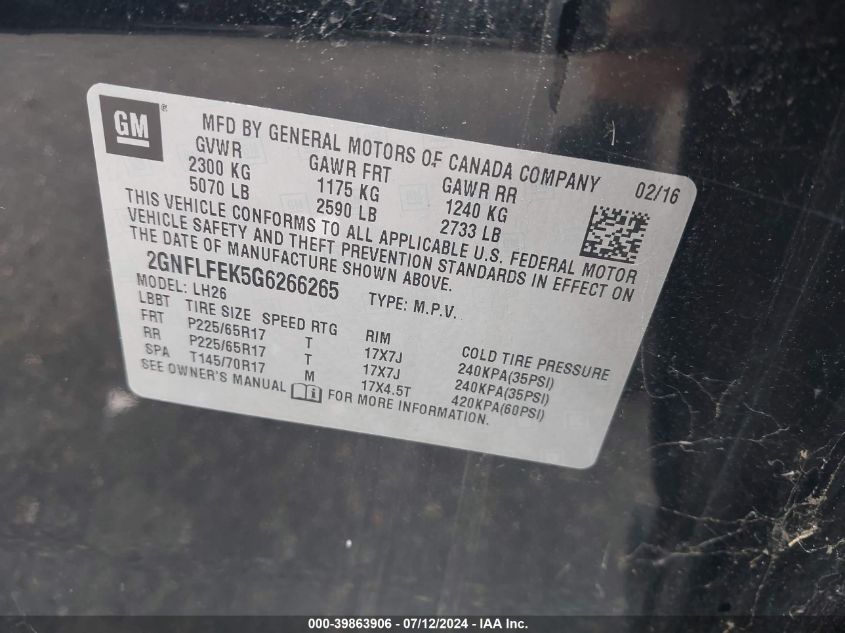 GM ®
MFD BY GENERAL MOTORS OF CANADA COMPANY
GVWR GAWR FRT GAWR RR 02/16
2300 KG 1175 KG 1240 KG
5070 LB 2590 LB 2733 LB
THIS VEHICLE CONFORMS TO ALL APPLICABLE U.S. FEDERAL MOTOR
VEHICLE SAFETY AND THEFT PREVENTION STANDARDS IN EFFECT ON
THE DATE OF MANUFACTURE SHOWN ABOVE.
2GNFLFEK5G6266265 TYPE: M.P.V.
MODEL: LH26
LBBT TIRE SIZE SPEED RTG RIM COLD TIRE PRESSURE
FRT P225/65R17 T 17X7J 240KPA(35PSI)
RR P225/65R17 T 17X7J 240KPA(35PSI)
SPA T145/70R17 M 17X4.5T 420KPA(60PSI)
SEE OWNER'S MANUAL FOR MORE INFORMATION.
000-39863906 / 07/12/2024 - IAA Inc.